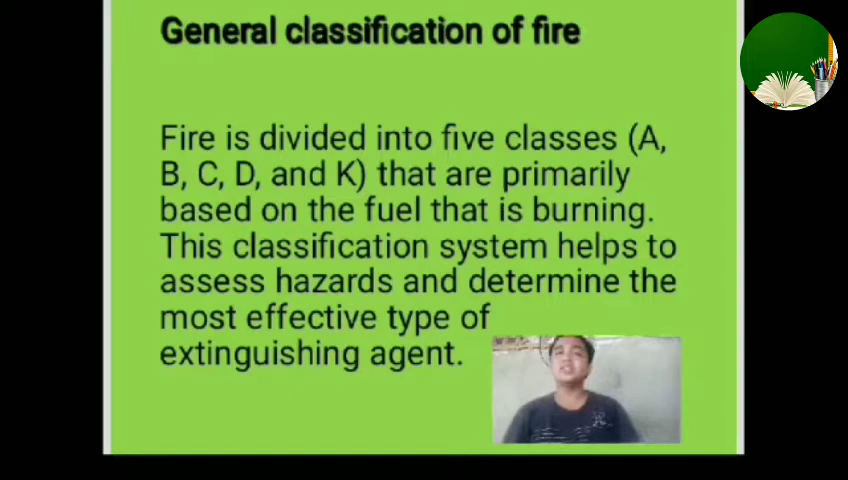 General classification of fire
Fire is divided into five classes (A,
B, C, D, and K) that are primarily
based on the fuel that is burning.
This classification system helps to
assess hazards and determine the
most effective type of
extinguishing agent.